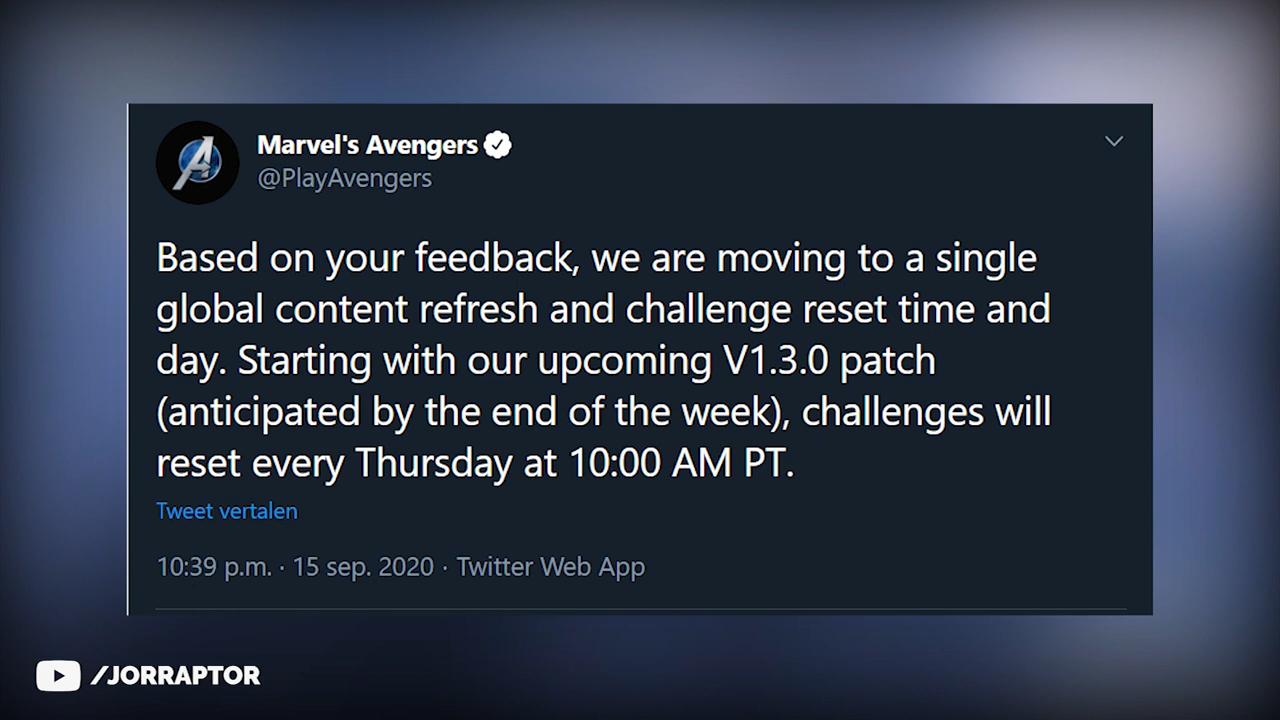 Marvel's Avengers
@PlayAvengers
Based on your feedback, we are moving to a single
global content refresh and challenge reset time and
day. Starting with our upcoming V1.3.0 patch
(anticipated by the end of the week), challenges will
reset every Thursday at 10:00 AM PT.
Tweet vertalen
10:39 p.m. · 15 sep. 2020 · Twitter Web App
/JORRAPTOR